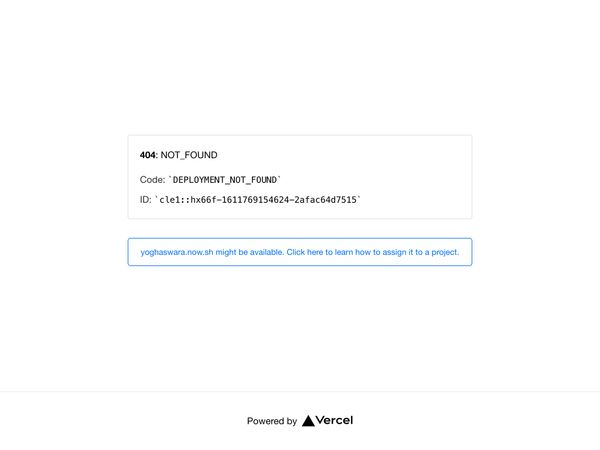 404: NOT_FOUND
Code: `DEPLOYMENT_NOT_FOUND`
ID: `cle1::hx66f-1611769154624-2afac64d7515`
yoghaswara.now.sh might be available. Click here to learn how to assign it to a project.
Powered by Vercel